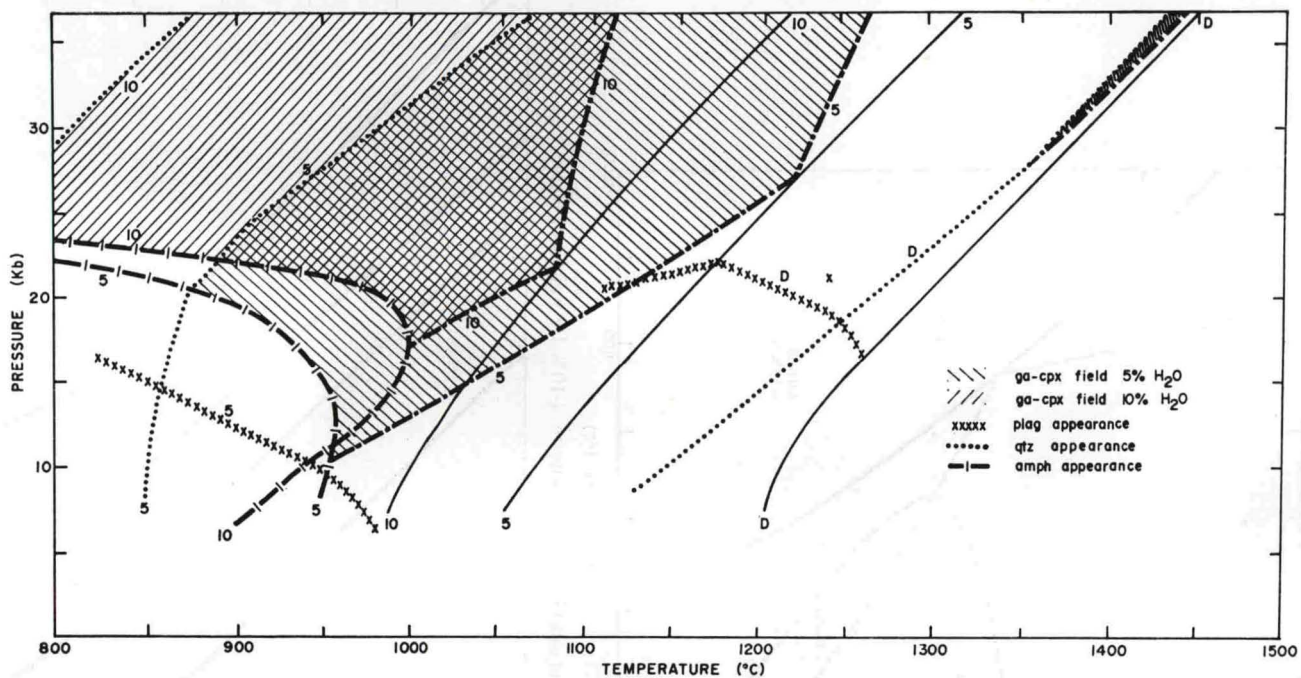 10 5 D
10
10 5
30
5
10
5 D D
20
10
5
5
ga-cpx field 5% H₂O
ga-cpx field 10% H₂O
xxxxx plag appearance
qtz appearance
amph appearance
10
5 5 10 5 D
10
PRESSURE (Kb)
800 900 1000 1100 1200 1300 1400 1500
TEMPERATURE (°C)